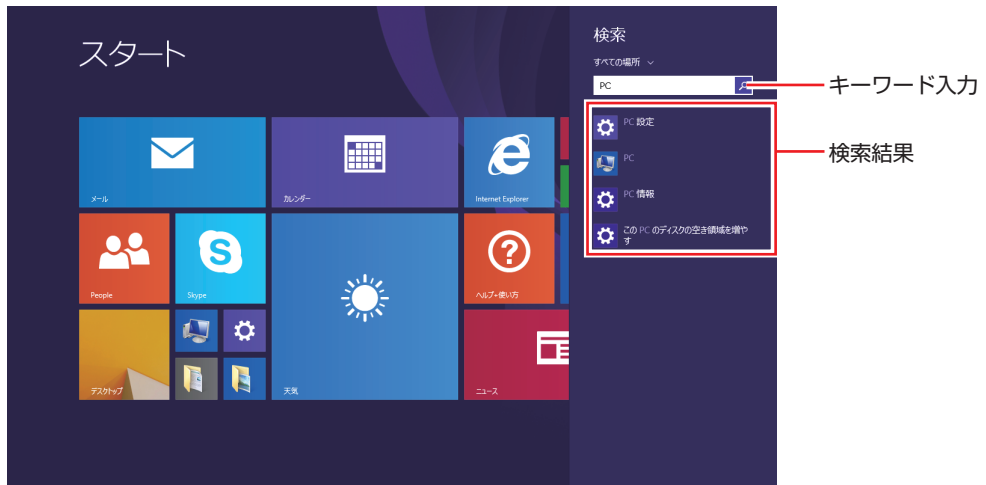 スタート
検索
すべての場所
PC
キーワード入力
検索結果
PC 設定
PC
PC 情報
この PC のディスクの空き領域を増や
す
メール
カレンダー
Internet Explorer
People
Skype
ヘルプ+使い方
デスクトップ
天気
ニュース